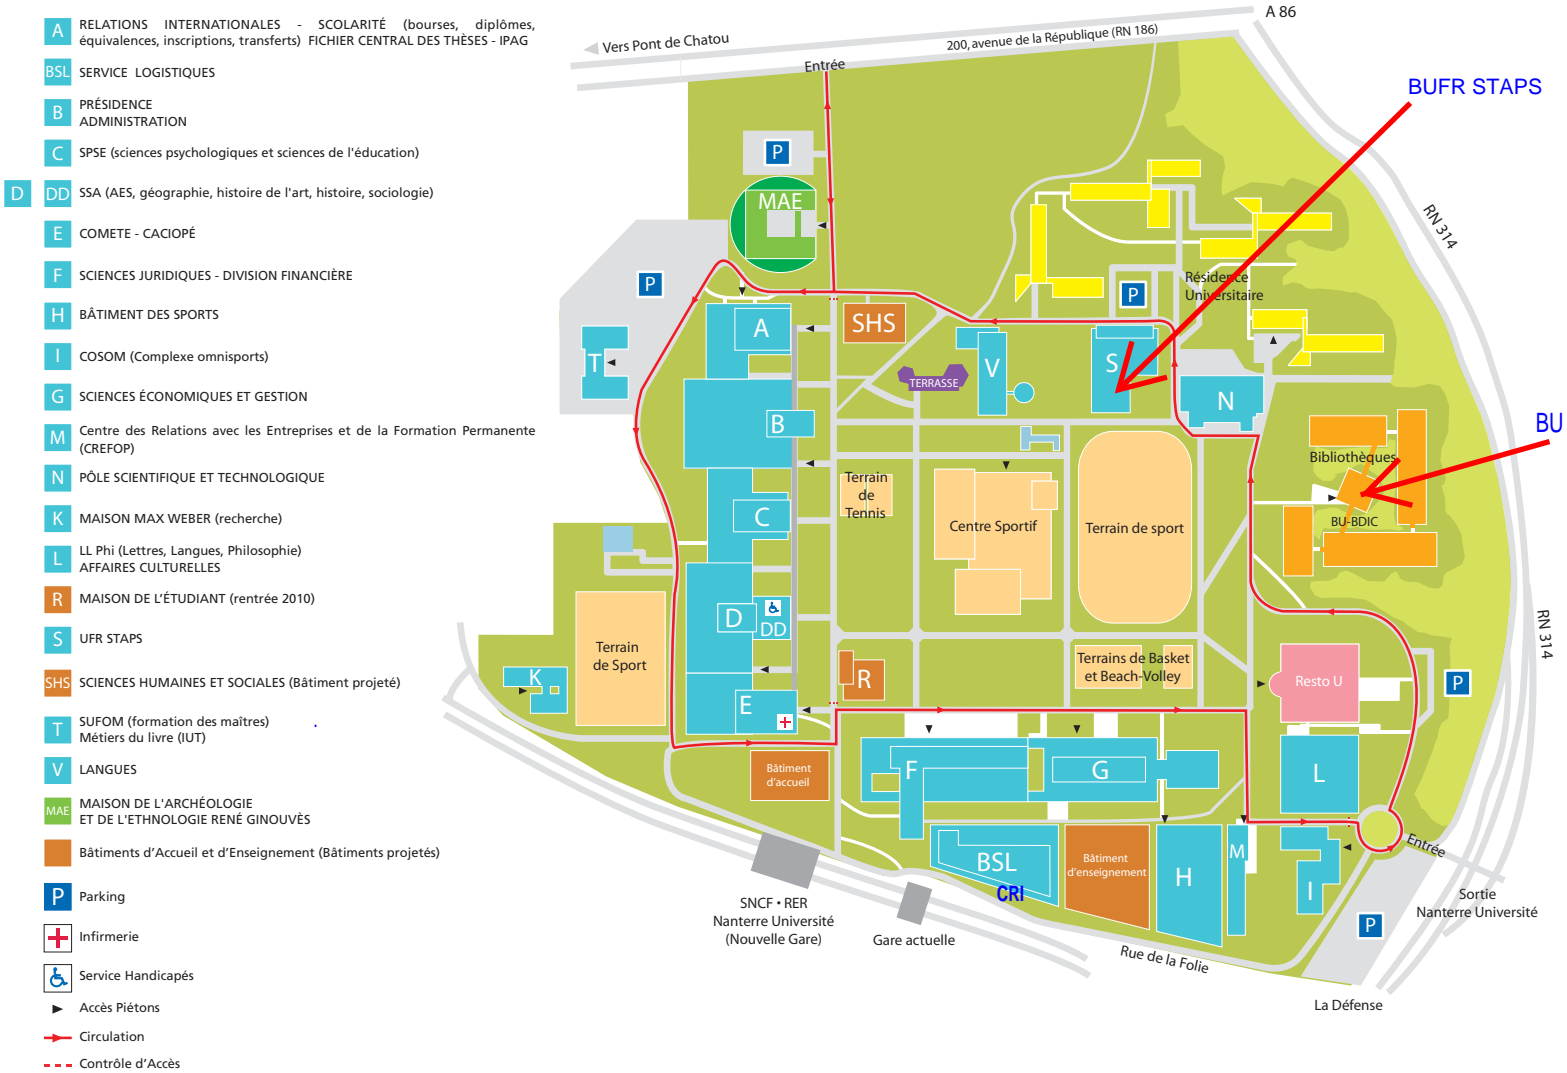 A
RELATIONS INTERNATIONALES - SCOLARITÉ (bourses, diplômes,
équivalences, inscriptions, transferts) FICHIER CENTRAL DES THÈSES - IPAG
BSL
SERVICE LOGISTIQUES
B
PRÉSIDENCE
ADMINISTRATION
C
SPSE (sciences psychologiques et sciences de l'éducation)
D
DD
SSA (AES, géographie, histoire de l'art, histoire, sociologie)
E
COMETE - CACIOPÉ
F
SCIENCES JURIDIQUES - DIVISION FINANCIÈRE
H
BÂTIMENT DES SPORTS
I
COSOM (Complexe omnisports)
G
SCIENCES ÉCONOMIQUES ET GESTION
M
Centre des Relations avec les Entreprises et de la Formation Permanente
(CREFOP)
N
PÔLE SCIENTIFIQUE ET TECHNOLOGIQUE
K
MAISON MAX WEBER (recherche)
L
LL Phi (Lettres, Langues, Philosophie)
AFFAIRES CULTURELLES
R
MAISON DE L'ÉTUDIANT (rentrée 2010)
S
UFR STAPS
SHS
SCIENCES HUMAINES ET SOCIALES (Bâtiment projeté)
T
SUFOM (formation des maîtres)
Métiers du livre (IUT)
V
LANGUES
MAE
MAISON DE L'ARCHÉOLOGIE
ET DE L'ETHNOLOGIE RENÉ GINOUVÈS
Bâtiments d'Accueil et d'Enseignement (Bâtiments projetés)
P
Parking
Infirmerie
Service Handicapés
Accès Piétons
Circulation
Contrôle d'Accès
A 86
Vers Pont de Chatou
200, avenue de la République (RN 186)
Entrée
BUFR STAPS
P
MAE
RN 314
P
P
Résidence
Universitaire
A
SHS
T
V
S
TERRASSE
N
B
BU
Bibliothèques
Terrain
de
Tennis
C
Centre Sportif
Terrain de sport
BU-BDIC
D
DD
Terrain
de Sport
RN 314
K
R
Terrains de Basket
et Beach-Volley
Resto U
P
E
Bâtiment
d'accueil
F
G
L
Entrée
BSL
CRI
Bâtiment
d'enseignement
H
M
I
SNCF • RER
Nanterre Université
(Nouvelle Gare)
Gare actuelle
Sortie
Nanterre Université
P
Rue de la Folie
La Défense